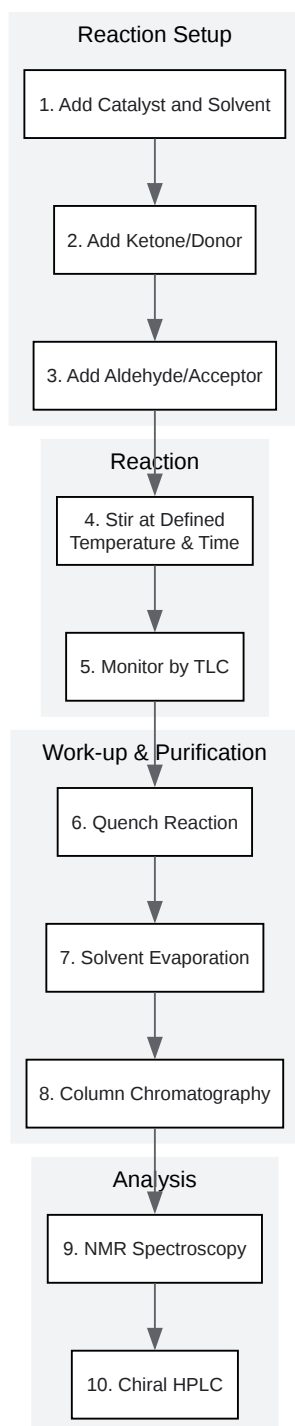 Reaction Setup
1. Add Catalyst and Solvent
2. Add Ketone/Donor
3. Add Aldehyde/Acceptor
Reaction
4. Stir at Defined
Temperature & Time
5. Monitor by TLC
Work-up & Purification
6. Quench Reaction
7. Solvent Evaporation
8. Column Chromatography
Analysis
9. NMR Spectroscopy
10. Chiral HPLC